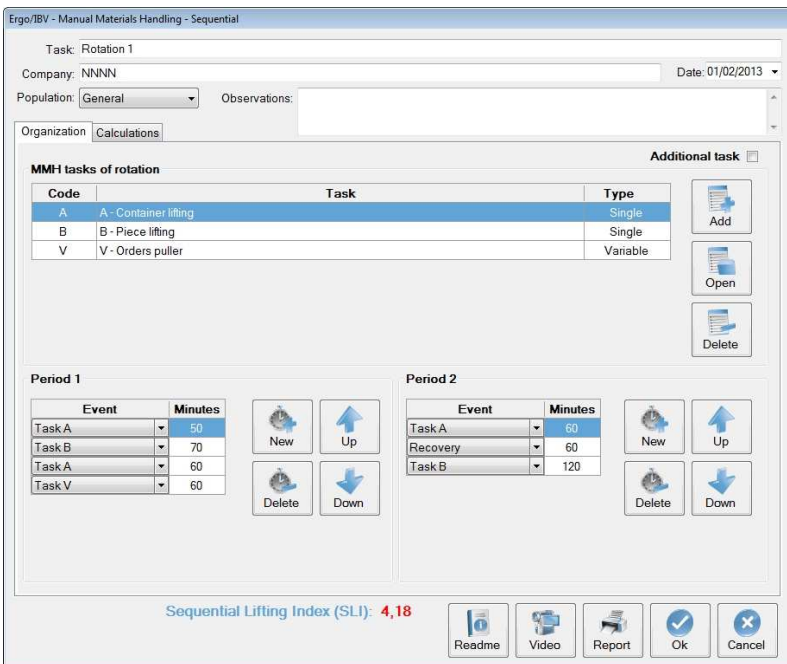 Ergo/IBV - Manual Materials Handling - Sequential
Task: Rotation 1
Company: NNNN Date: 01/02/2013
Population: General Observations:
Organization Calculations
Additional task
MMH tasks of rotation
Code Task Type
A A - Container lifting Single
B B - Piece lifting Single
V V - Orders puller Variable
Add
Open
Delete
Period 1
Event Minutes
Task A 50
Task B 70
Task A 60
Task V 60
New Up
Delete Down
Period 2
Event Minutes
Task A 60
Recovery 60
Task B 120
New Up
Delete Down
Sequential Lifting Index (SLI): 4,18
Readme Video Report Ok Cancel